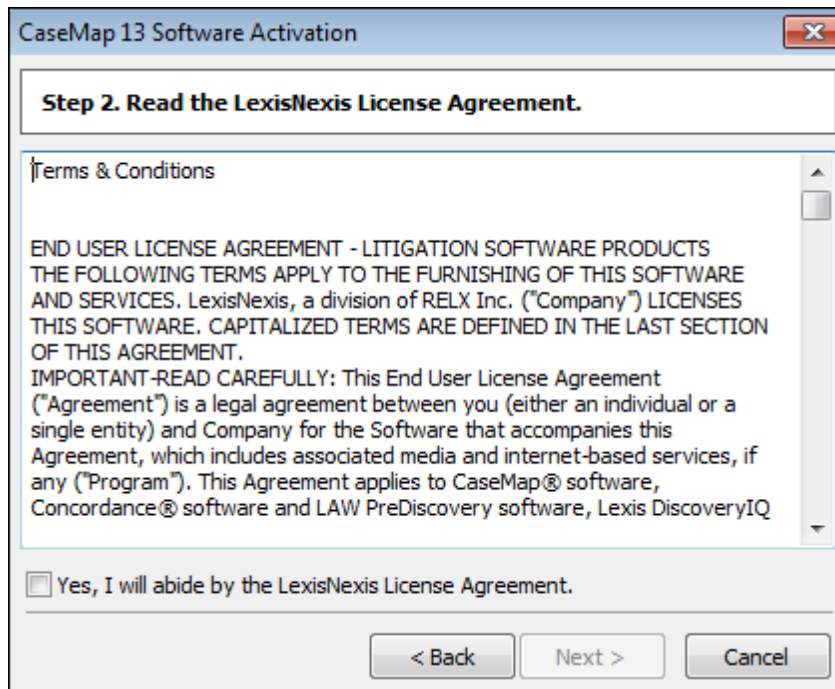 CaseMap 13 Software Activation
Step 2. Read the LexisNexis License Agreement.
Terms & Conditions
END USER LICENSE AGREEMENT - LITIGATION SOFTWARE PRODUCTS
THE FOLLOWING TERMS APPLY TO THE FURNISHING OF THIS SOFTWARE
AND SERVICES. LexisNexis, a division of RELX Inc. ("Company") LICENSES
THIS SOFTWARE. CAPITALIZED TERMS ARE DEFINED IN THE LAST SECTION
OF THIS AGREEMENT.
IMPORTANT-READ CAREFULLY: This End User License Agreement
("Agreement") is a legal agreement between you (either an individual or a
single entity) and Company for the Software that accompanies this
Agreement, which includes associated media and internet-based services, if
any ("Program"). This Agreement applies to CaseMap® software,
Concordance® software and LAW PreDiscovery software, Lexis DiscoveryIQ
Yes, I will abide by the LexisNexis License Agreement.
< Back Next > Cancel